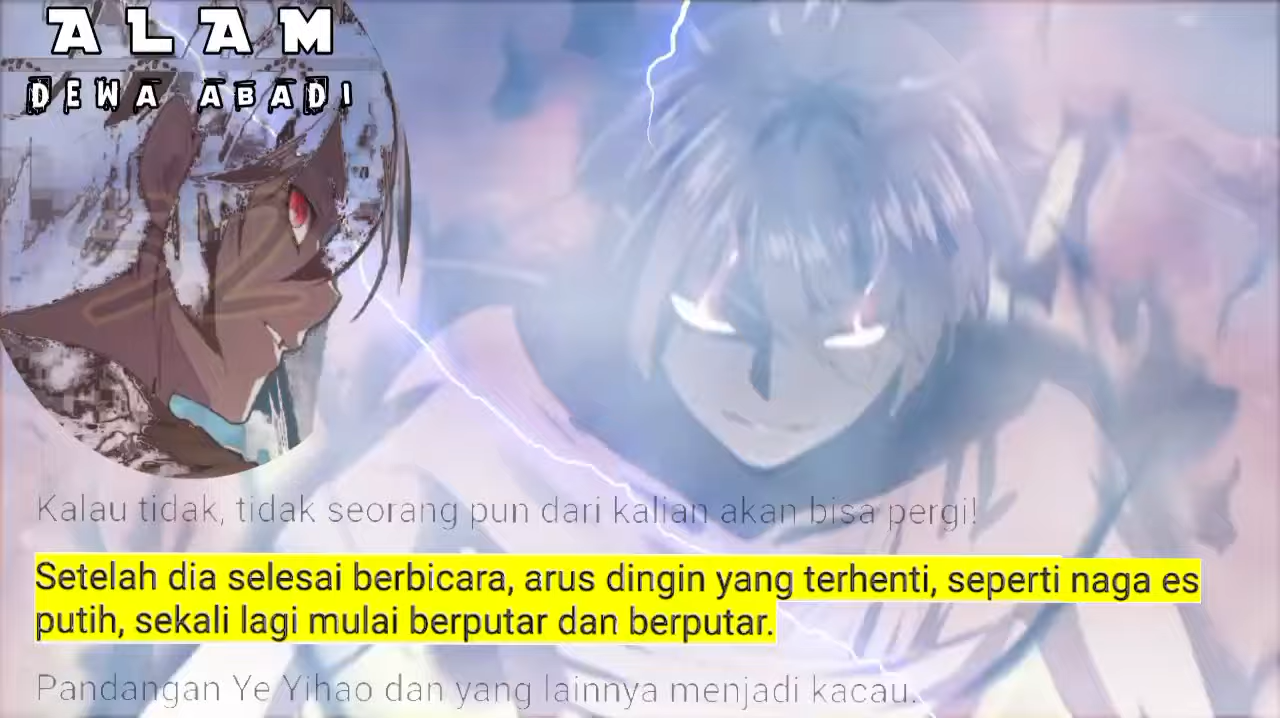 ALAM
DEWA ABADI
Kalau tidak, tidak seorang pun dari kalian akan bisa pergi!
Setelah dia selesai berbicara, arus dingin yang terhenti, seperti naga es
putih, sekali lagi mulai berputar dan berputar.
Pandangan Ye Yihao dan yang lainnya menjadi kacau.